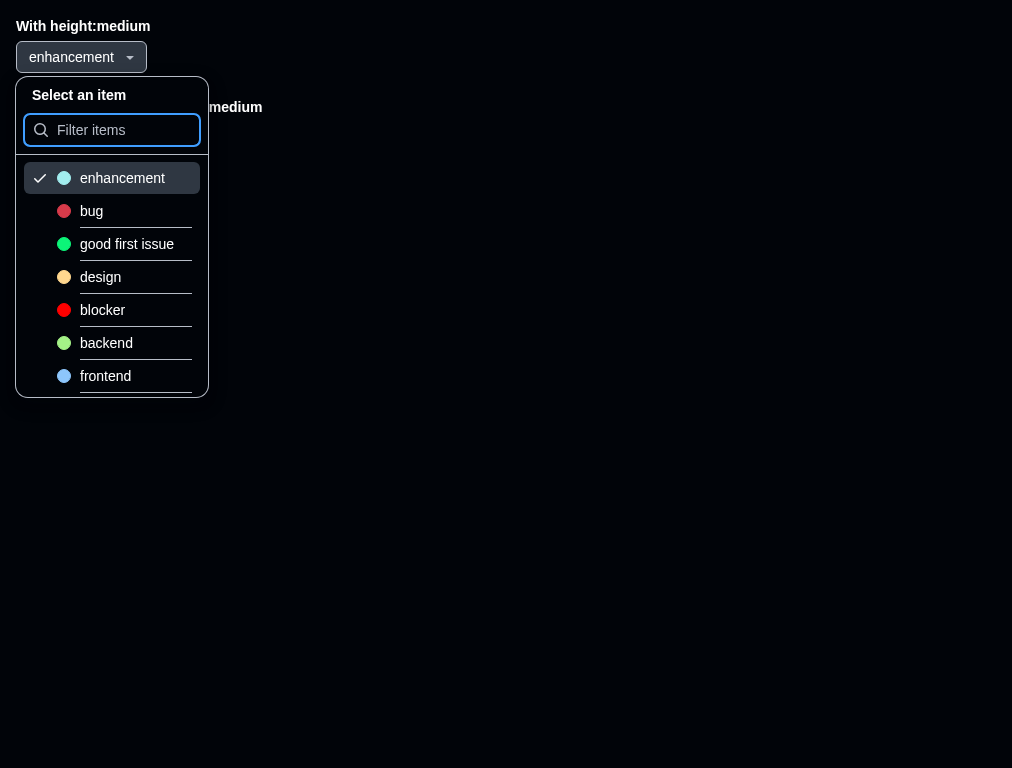 With height:medium
enhancement
Select an item
medium
Filter items
enhancement
bug
good first issue
design
blocker
backend
frontend